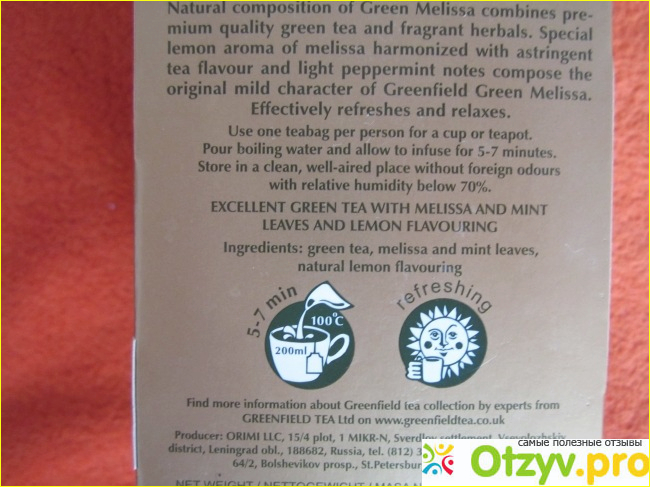 Natural composition of Green Melissa combines pre-
mium quality green tea and fragrant herbals. Special
lemon aroma of melissa harmonized with astringent
tea flavour and light peppermint notes compose the
original mild character of Greenfield Green Melissa.
Effectively refreshes and relaxes.
Use one teabag per person for a cup or teapot.
Pour boiling water and allow to infuse for 5-7 minutes.
Store in a clean, well-aired place without foreign odours
with relative humidity below 70%.
EXCELLENT GREEN TEA WITH MELISSA AND MINT
LEAVES AND LEMON FLAVOURING
Ingredients: green tea, melissa and mint leaves,
natural lemon flavouring
5-7 min
100°C
200ml
refreshing
Find more information about Greenfield tea collection by experts from
GREENFIELD TEA Ltd on www.greenfieldtea.co.uk
Producer: ORIMI LLC, 15/4 plot, 1 MIKR-N, Sverdlov settlement, Vsevolozhskiy
district, Leningrad obl., 188682, Russia, tel. (812) 3
64/2, Bolshevikov prosp., St.Petersbur
NET WEIGHT / NETTOGEWICHT /
самые полезные отзывы
Otzyv.pro